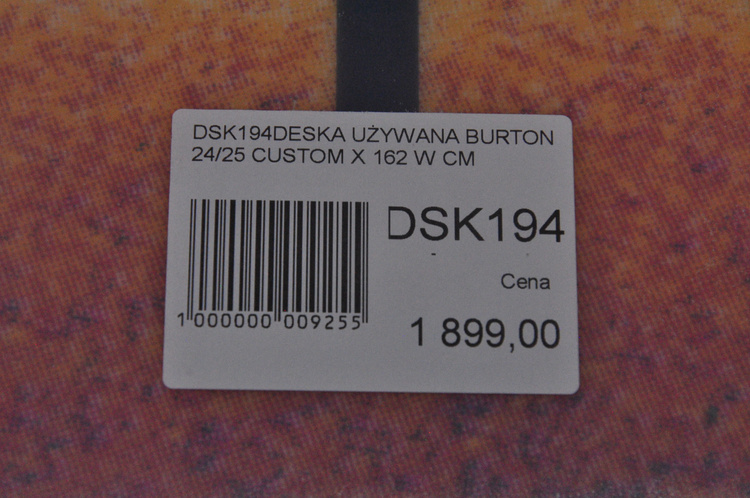 DSK194DESKA UŻYWANA BURTON
24/25 CUSTOM X 162 W CM
DSK194
Cena
1 899,00
1 000000 009255